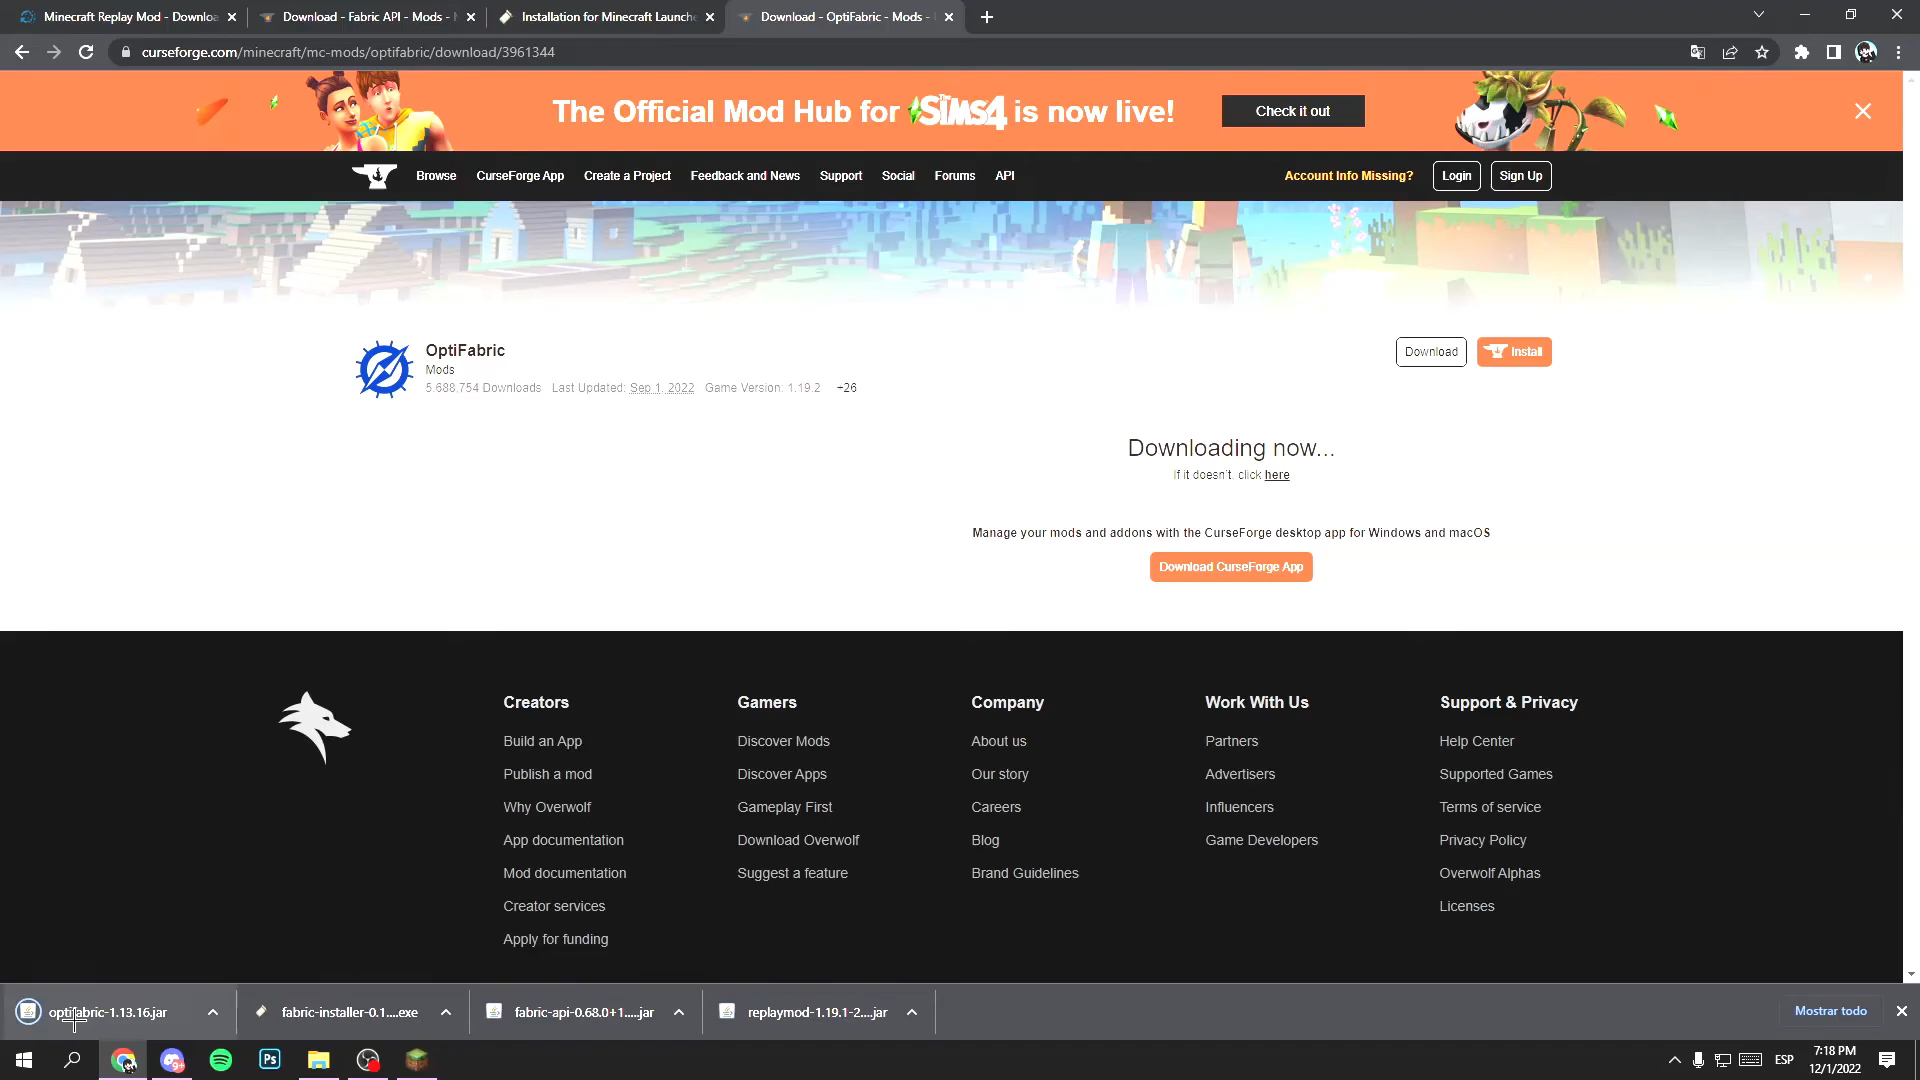 Minecraft Replay Mod - Downloa
Download - Fabric API - Mods -
Installation for Minecraft Launche
Download - OptiFabric - Mods -
curseforge.com/minecraft/mc-mods/optifabric/download/3961344
The Official Mod Hub for The SIMS4 is now live!
Check it out
Browse
CurseForge App
Create a Project
Feedback and News
Support
Social
Forums
API
Account Info Missing?
Login
Sign Up
OptiFabric
Mods
5 688,754 Downloads Last Updated: Sep 1, 2022 Game Version: 1.19.2 +26
Download
Install
Downloading now...
If it doesn't, click here
Manage your mods and addons with the CurseForge desktop app for Windows and macOS
Download CurseForge App
Creators
Build an App
Publish a mod
Why Overwolf
App documentation
Mod documentation
Creator services
Apply for funding
Gamers
Discover Mods
Discover Apps
Gameplay First
Download Overwolf
Suggest a feature
Company
About us
Our story
Careers
Blog
Brand Guidelines
Work With Us
Partners
Advertisers
Influencers
Game Developers
Support & Privacy
Help Center
Supported Games
Terms of service
Privacy Policy
Overwolf Alphas
Licenses
optifabric-1.13.16.jar
fabric-installer-0.1....exe
fabric-api-0.68.0+1.....jar
replaymod-1.19.1-2....jar
Mostrar todo
Ps
ESP
7:18 PM
12/1/2022